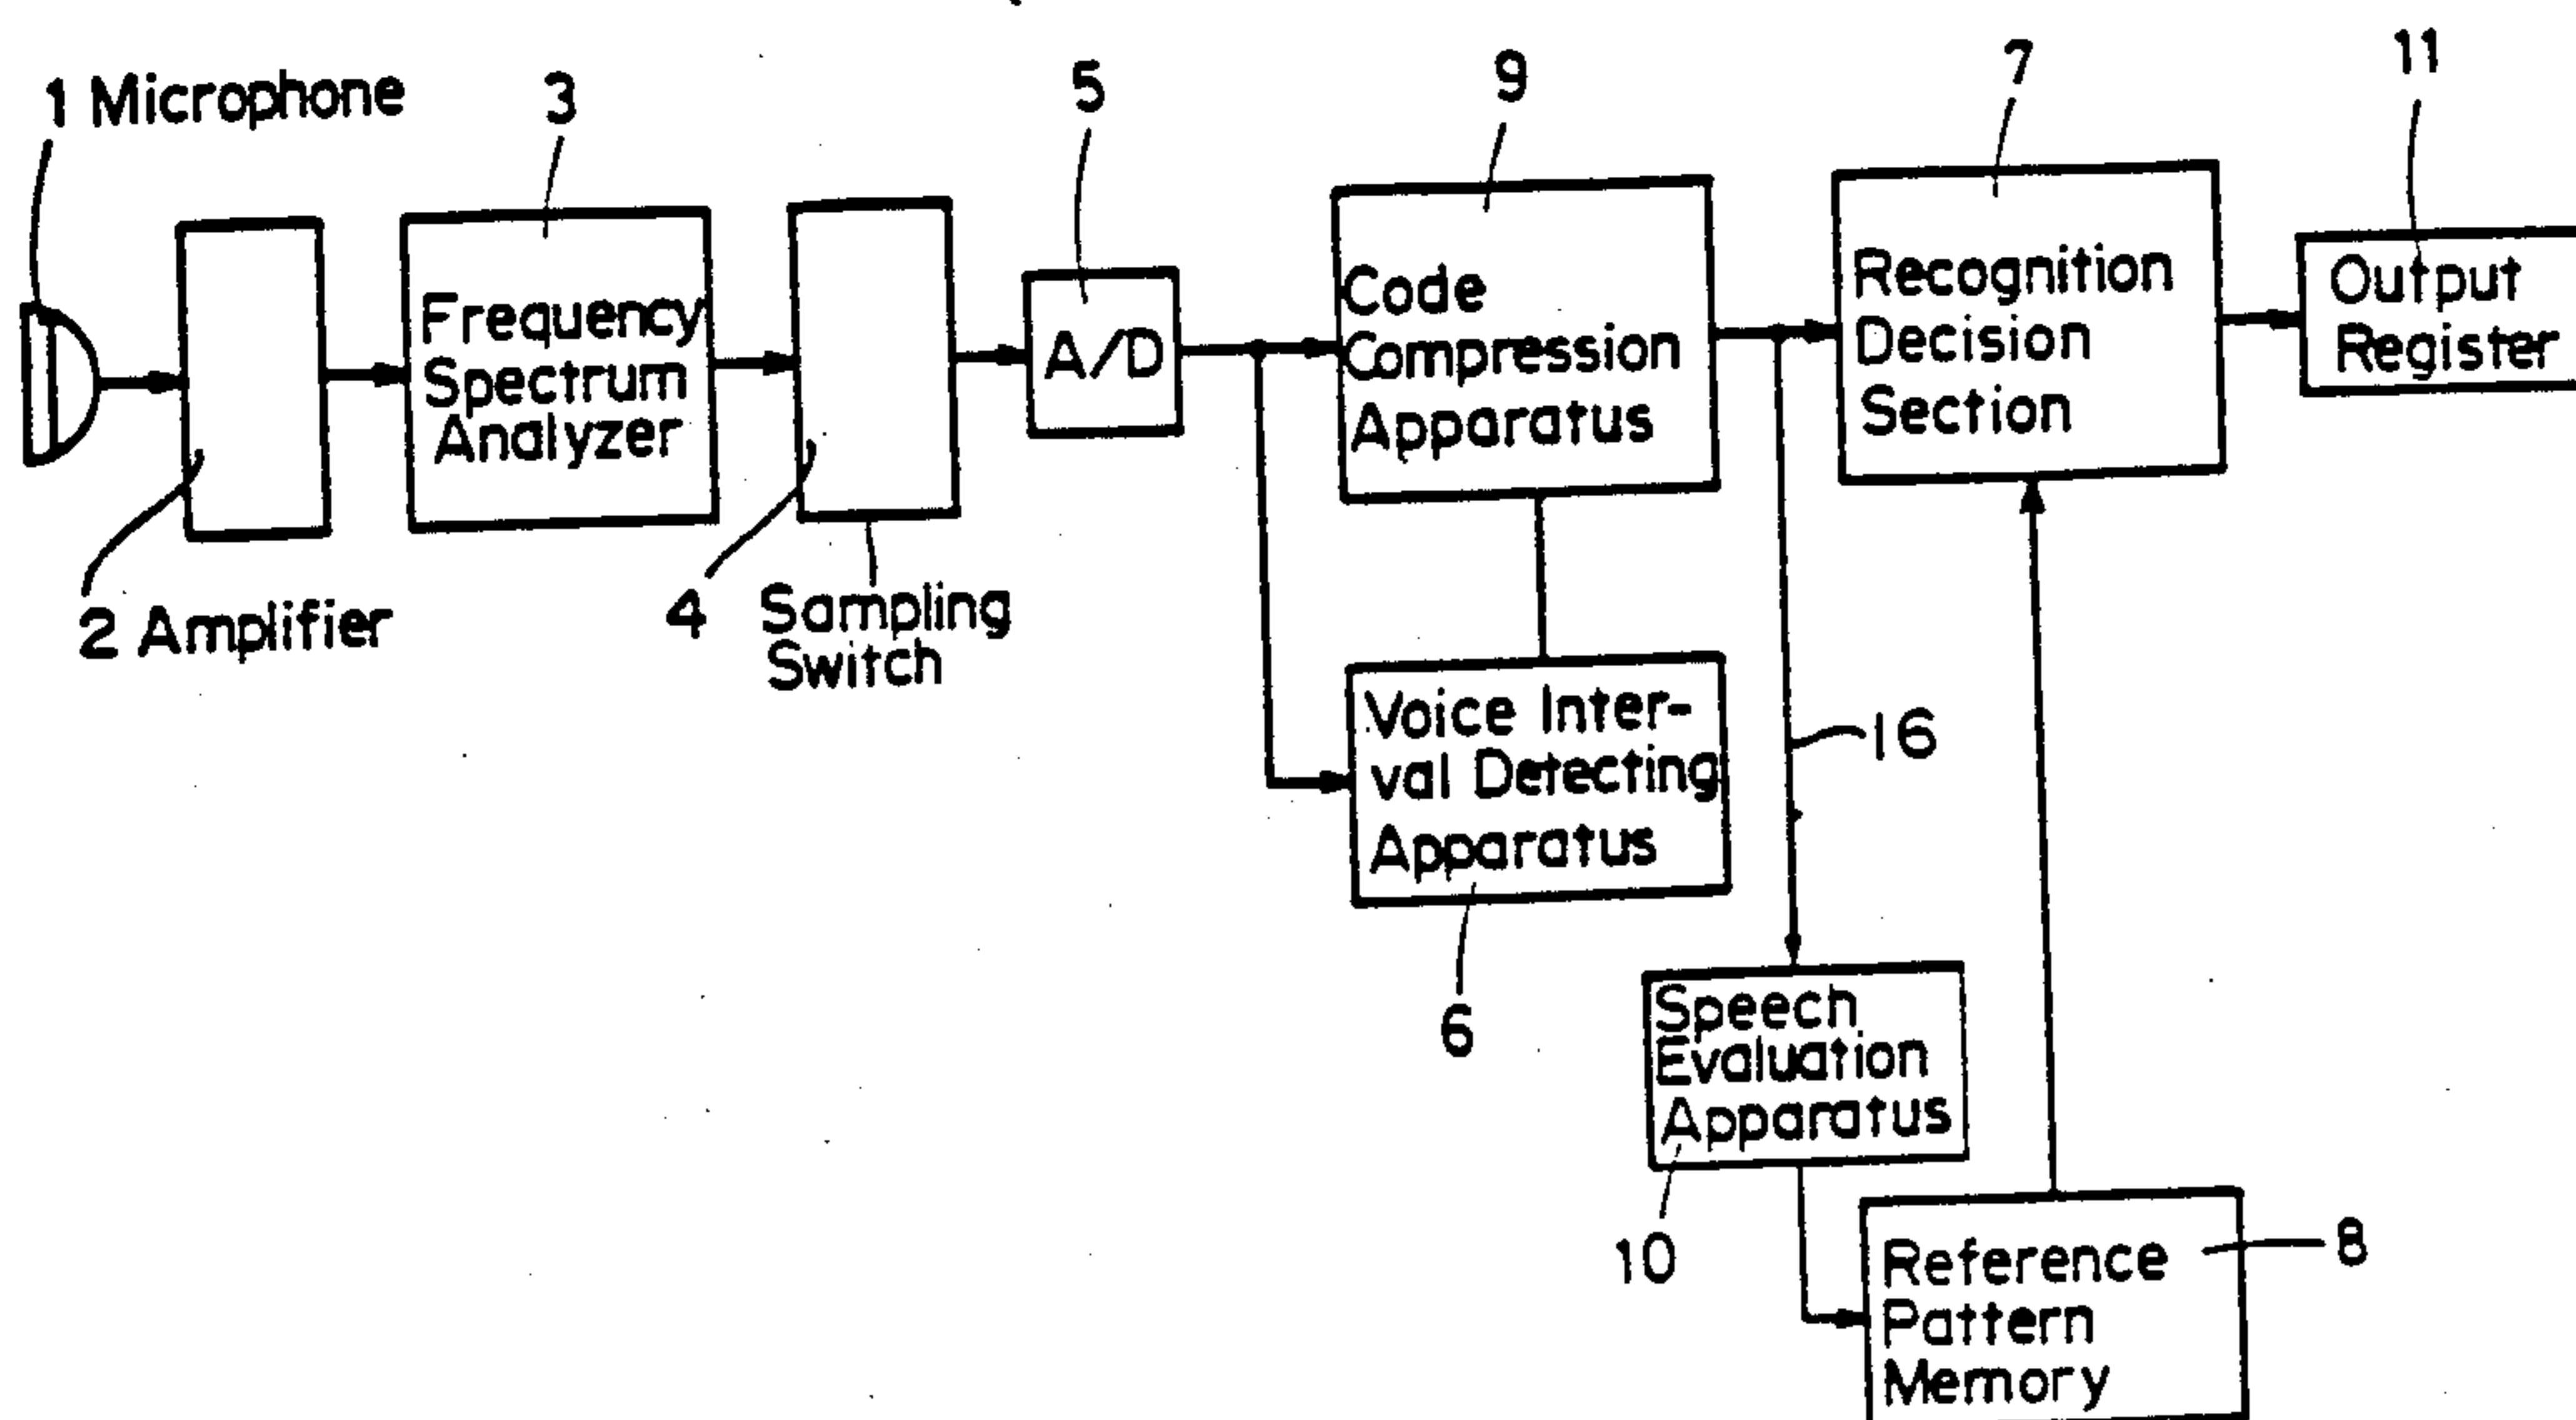 1 Microphone
3
5
9
7
11
Frequency
Spectrum
Analyzer
A/D
Code
Compression
Apparatus
Recognition
Decision
Section
Output
Register
2 Amplifier
4
Sampling
Switch
Voice Inter-
val Detecting
Apparatus
16
6
Speech
Evaluation
Apparatus
10
Reference
Pattern
Memory
8